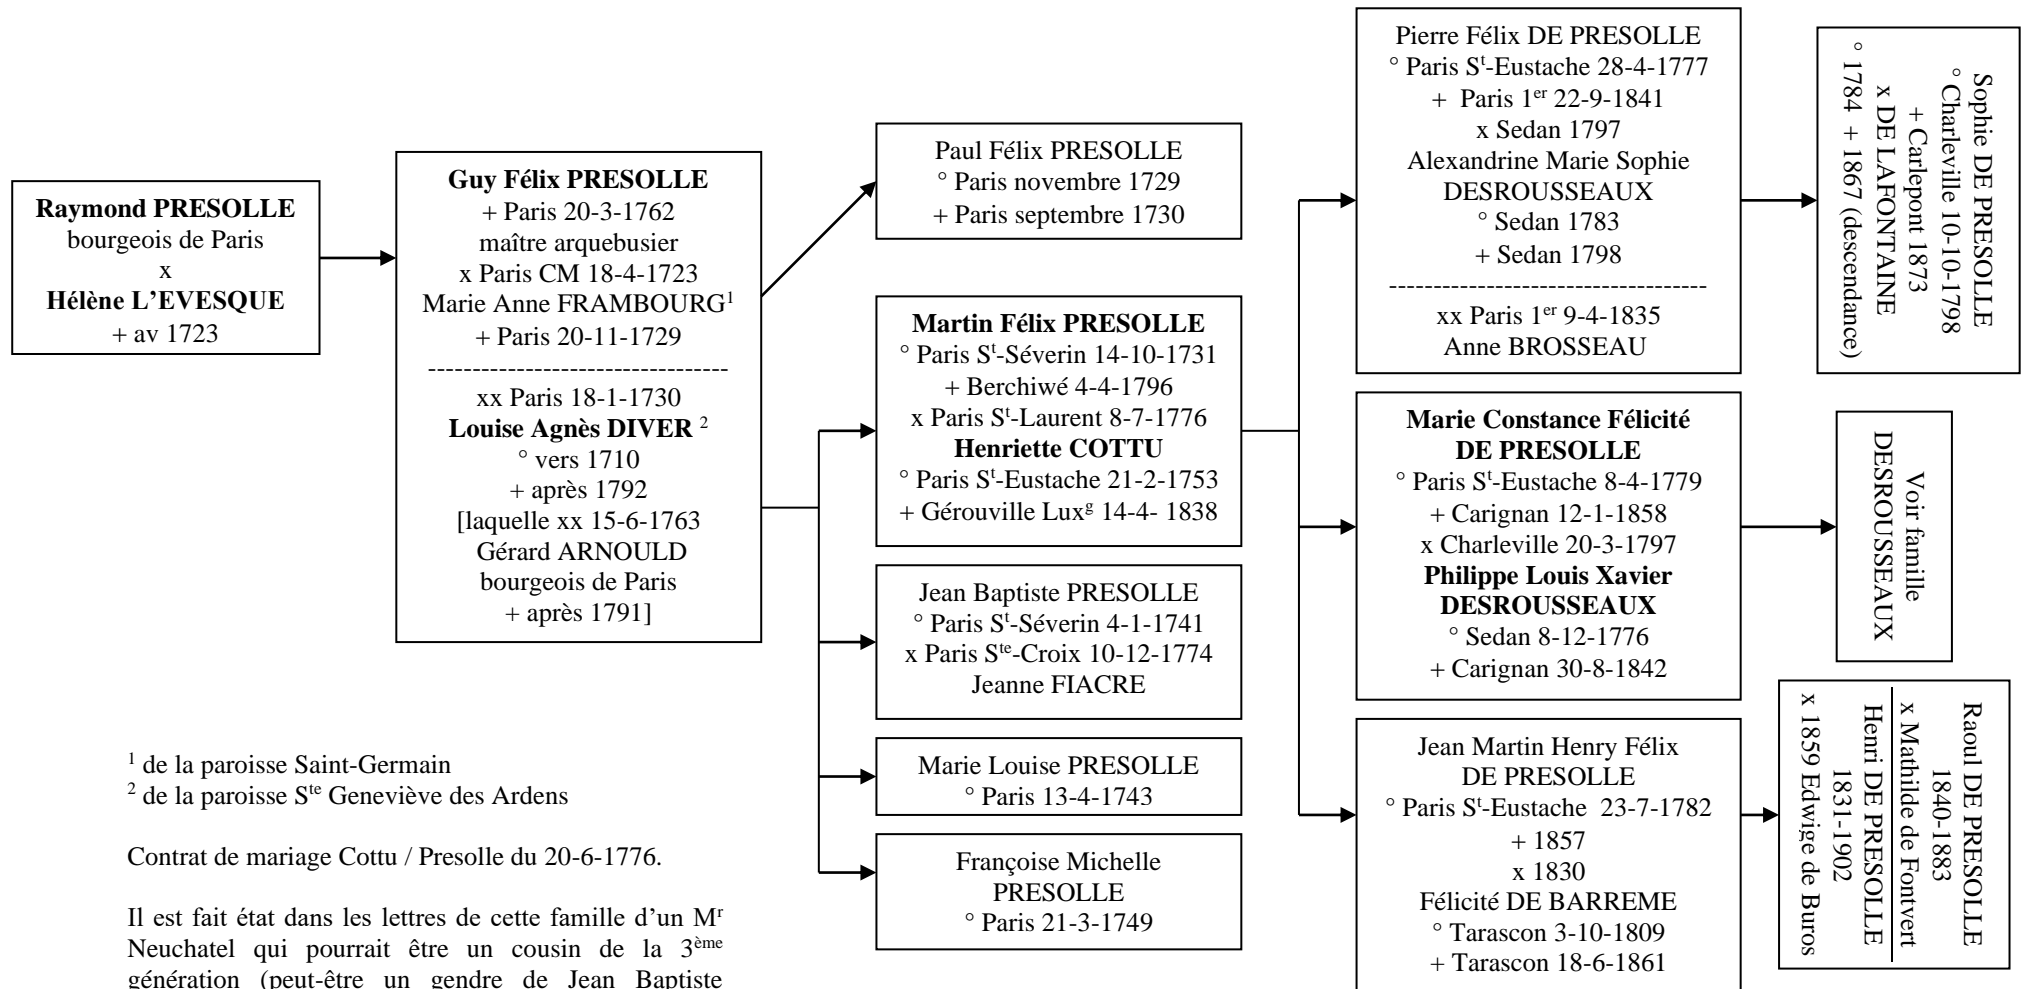 Raymond PRESOLLE
bourgeois de Paris
x
Hélène L’EVESQUE
+ av 1723
Guy Félix PRESOLLE
+ Paris 20-3-1762
maître arquebusier
x Paris CM 18-4-1723
Marie Anne FRAMBOURG¹
+ Paris 20-11-1729
----------------------------------
xx Paris 18-1-1730
Louise Agnès DIVER ²
° vers 1710
+ après 1792
[laquelle xx 15-6-1763
Gérard ARNOULD
bourgeois de Paris
+ après 1791]
Paul Félix PRESOLLE
° Paris novembre 1729
+ Paris septembre 1730
Martin Félix PRESOLLE
° Paris Sᵗ-Séverin 14-10-1731
+ Berchiwé 4-4-1796
x Paris Sᵗ-Laurent 8-7-1776
Henriette COTTU
° Paris Sᵗ-Eustache 21-2-1753
+ Gérouville Luxᵍ 14-4- 1838
Jean Baptiste PRESOLLE
° Paris Sᵗ-Séverin 4-1-1741
x Paris Sᵗᵉ-Croix 10-12-1774
Jeanne FIACRE
Marie Louise PRESOLLE
° Paris 13-4-1743
Françoise Michelle
PRESOLLE
° Paris 21-3-1749
Pierre Félix DE PRESOLLE
° Paris Sᵗ-Eustache 28-4-1777
+ Paris 1ᵉʳ 22-9-1841
x Sedan 1797
Alexandrine Marie Sophie
DESROUSSEAUX
° Sedan 1783
+ Sedan 1798
------------------------------------
xx Paris 1ᵉʳ 9-4-1835
Anne BROSSEAU
Marie Constance Félicité
DE PRESOLLE
° Paris Sᵗ-Eustache 8-4-1779
+ Carignan 12-1-1858
x Charleville 20-3-1797
Philippe Louis Xavier
DESROUSSEAUX
° Sedan 8-12-1776
+ Carignan 30-8-1842
Jean Martin Henry Félix
DE PRESOLLE
° Paris Sᵗ-Eustache 23-7-1782
+ 1857
x 1830
Félicité DE BARREME
° Tarascon 3-10-1809
+ Tarascon 18-6-1861
Sophie DE PRESOLLE
° Charleville 10-10-1798
+ Carlepont 1873
x DE LAFONTAINE
° 1784 + 1867 (descendance)
Voir famille
DESROUSSEAUX
Raoul DE PRESOLLE
1840-1883
x Mathilde de Fontvert
Henri DE PRESOLLE
1831-1902
x 1859 Edwige de Buros
¹ de la paroisse Saint-Germain
² de la paroisse Sᵗᵉ Geneviève des Ardens
Contrat de mariage Cottu / Presolle du 20-6-1776.
Il est fait état dans les lettres de cette famille d’un Mʳ
Neuchatel qui pourrait être un cousin de la 3ᵉᵐᵉ
génération (peut-être un gendre de Jean Baptiste